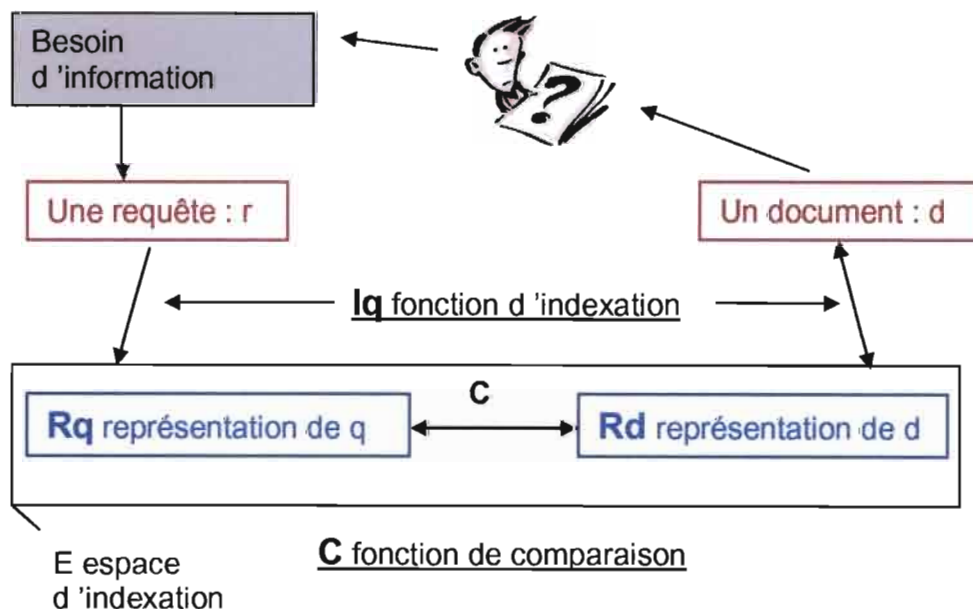 Besoin
d 'information
?
Une requête : r
Un document : d
Iq fonction d 'indexation
C
Rq représentation de q
Rd représentation de d
C fonction de comparaison
E espace
d 'indexation